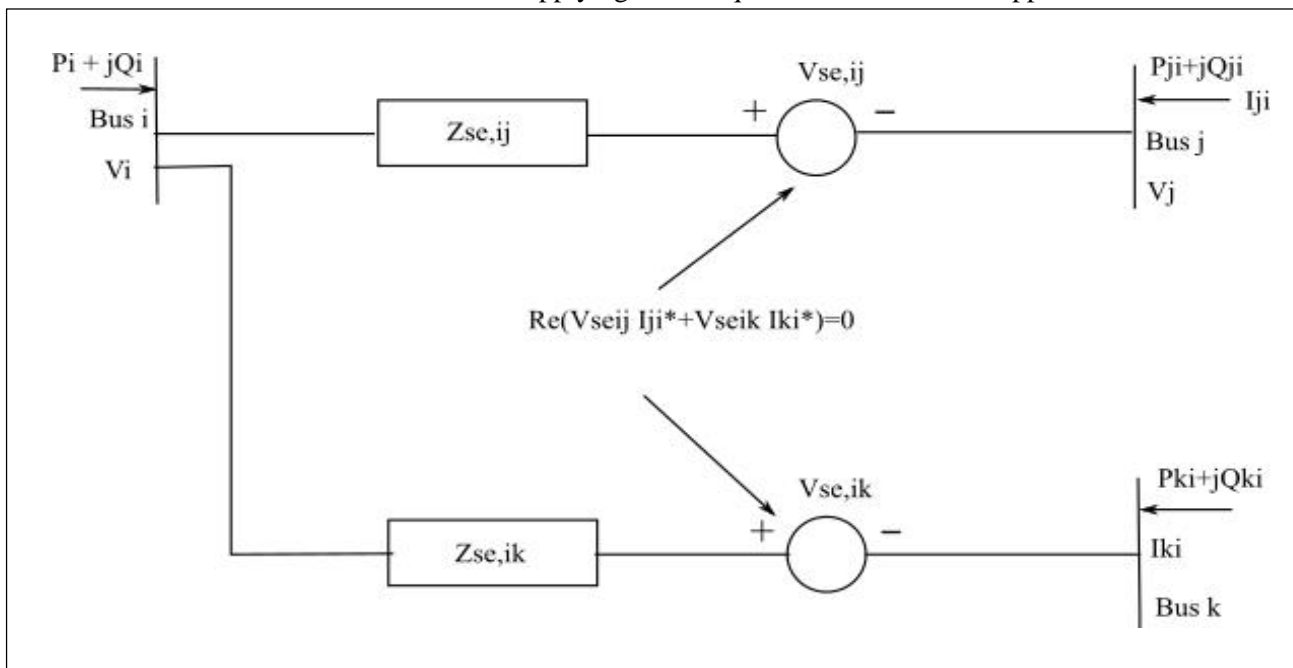 Pi + jQi
Bus i
Vi
Zse,ij
Vse,ij
+
−
Pji+jQji
Iji
Bus j
Vj
Re(Vseij Iji*+Vseik Iki*)=0
Zse,ik
Vse,ik
+
−
Pki+jQki
Iki
Bus k